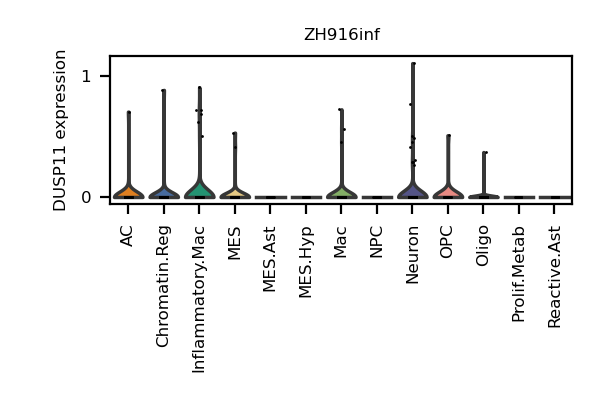 ZH916inf
DUSP11 expression
1
0
AC
Chromatin.Reg
Inflammatory.Mac
MES
MES.Ast
MES.Hyp
Mac
NPC
Neuron
OPC
Oligo
Prolif.Metab
Reactive.Ast